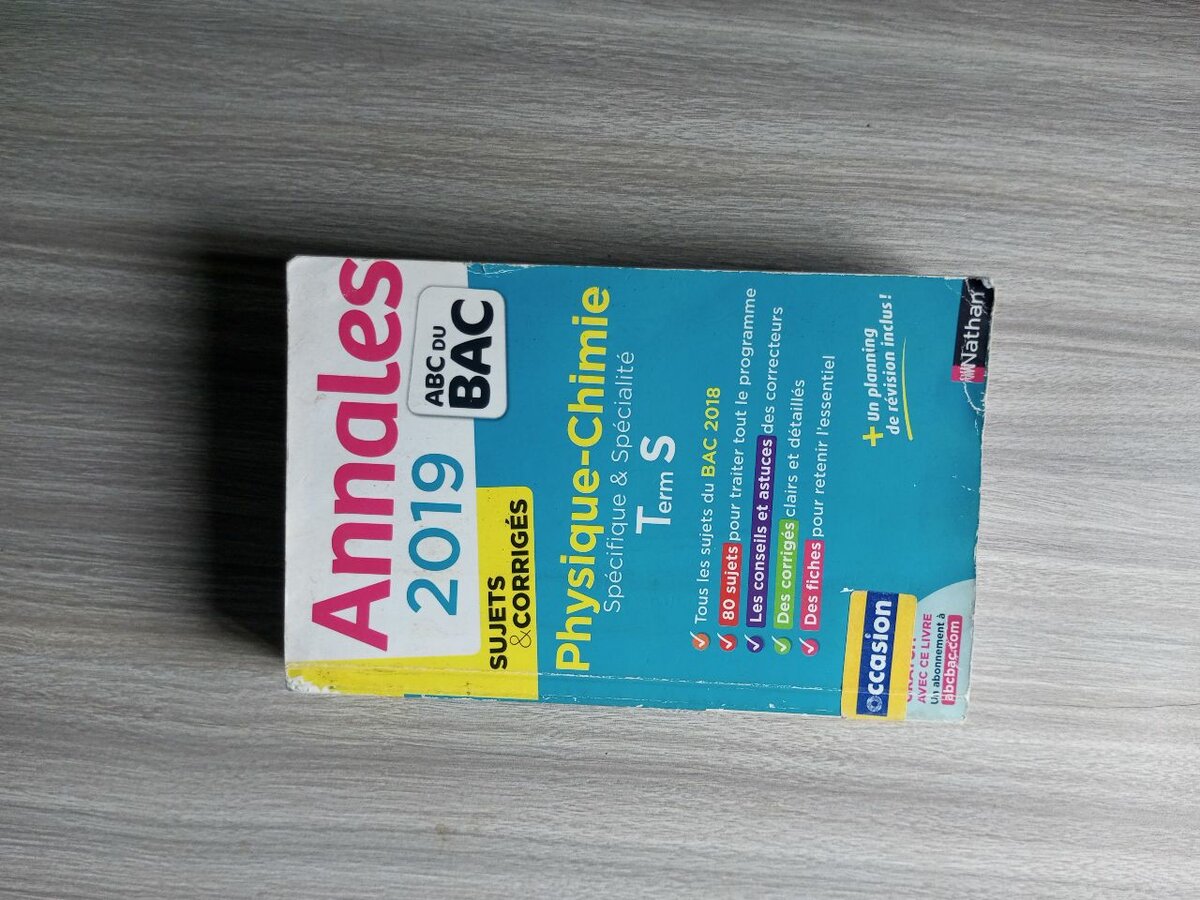 Annales
2019
ABC DU
BAC
SUJETS
&CORRIGÉS
Physique-Chimie
Spécifique & Spécialité
Term S
Tous les sujets du BAC 2018
80 sujets pour traiter tout le programme
Les conseils et astuces des correcteurs
Des corrigés clairs et détaillés
Des fiches pour retenir l'essentiel
+ Un planning
de révision inclus!
Occasion
AVEC CE LIVRE
Un abonnement à
abcbac.com
Nathan